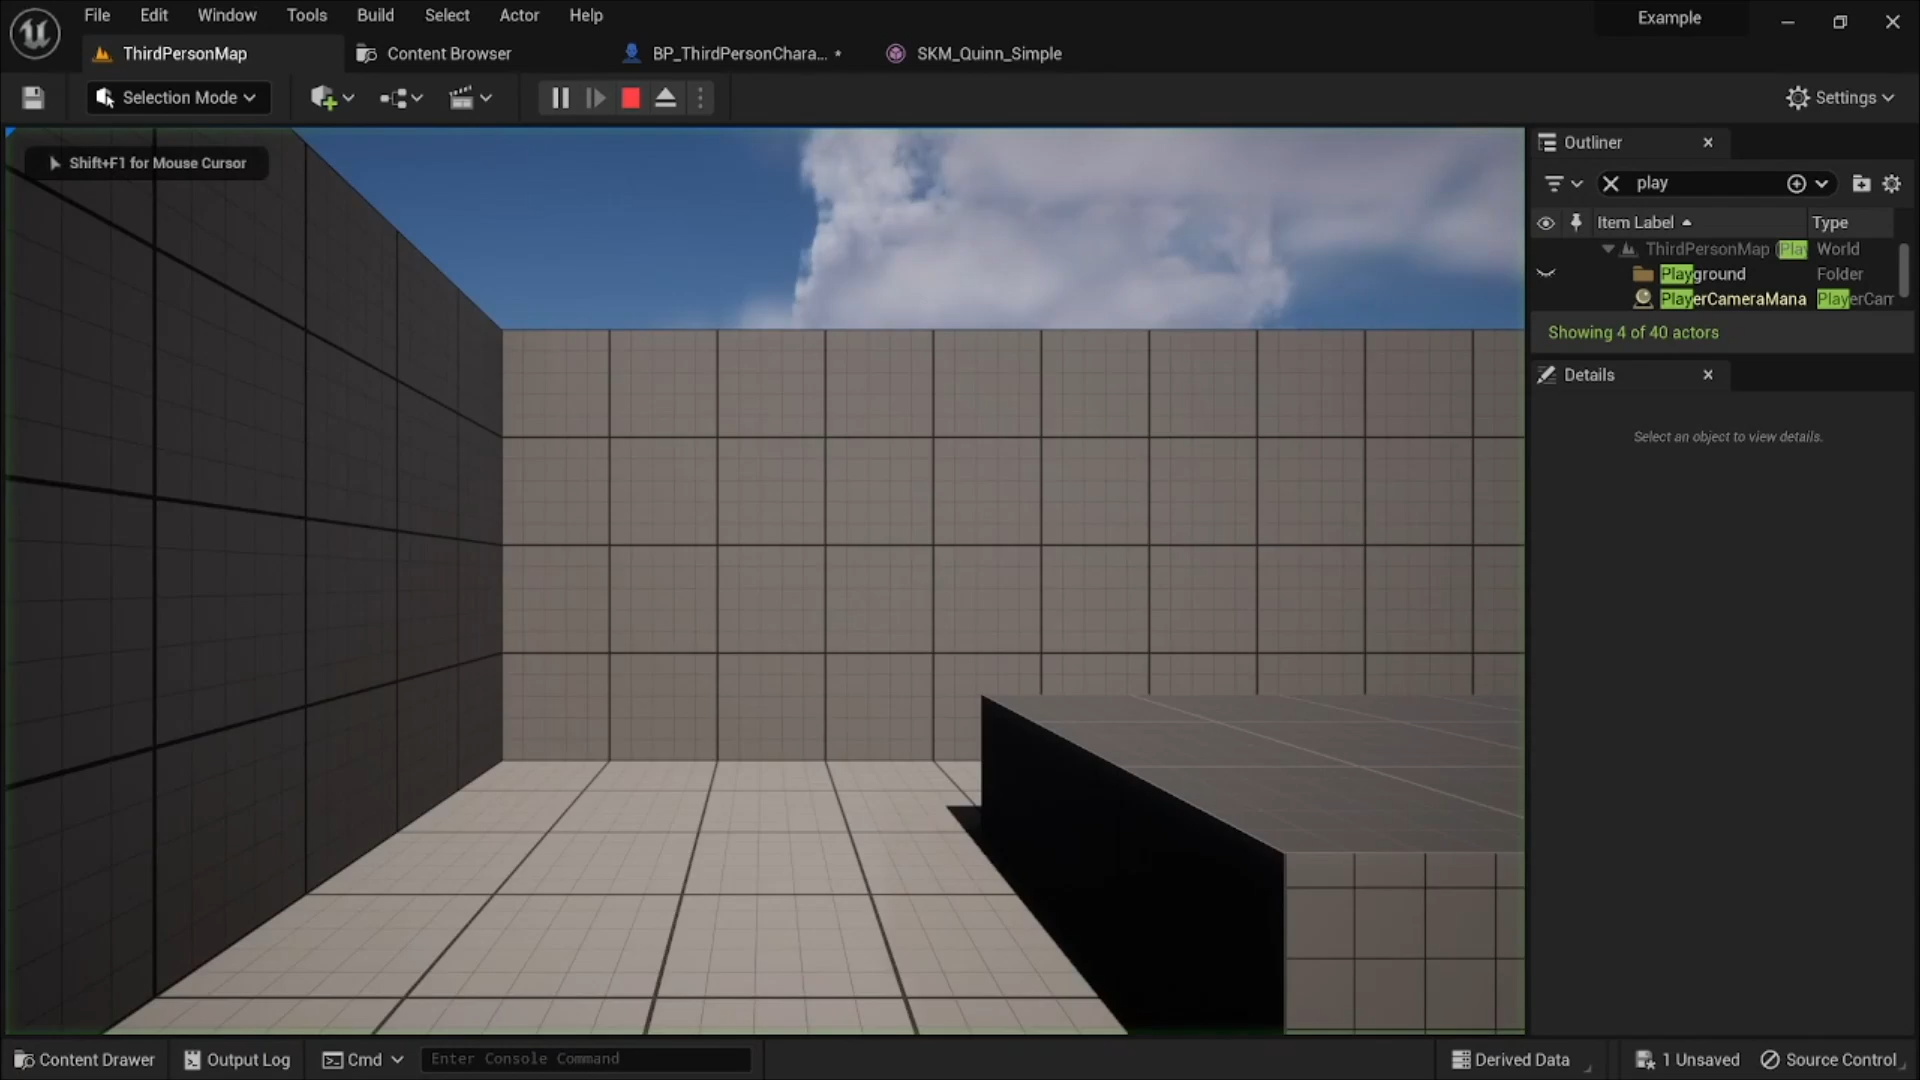 File Edit Window Tools Build Select Actor Help Example
ThirdPersonMap Content Browser BP_ThirdPersonChara... * SKM_Quinn_Simple
Selection Mode Settings
Shift+F1 for Mouse Cursor
Outliner
play
Item Label Type
ThirdPersonMap (Play World
Playground Folder
PlayerCameraMana PlayerCam
Showing 4 of 40 actors
Details
Select an object to view details.
Content Drawer Output Log Cmd Enter Console Command Derived Data 1 Unsaved Source Control